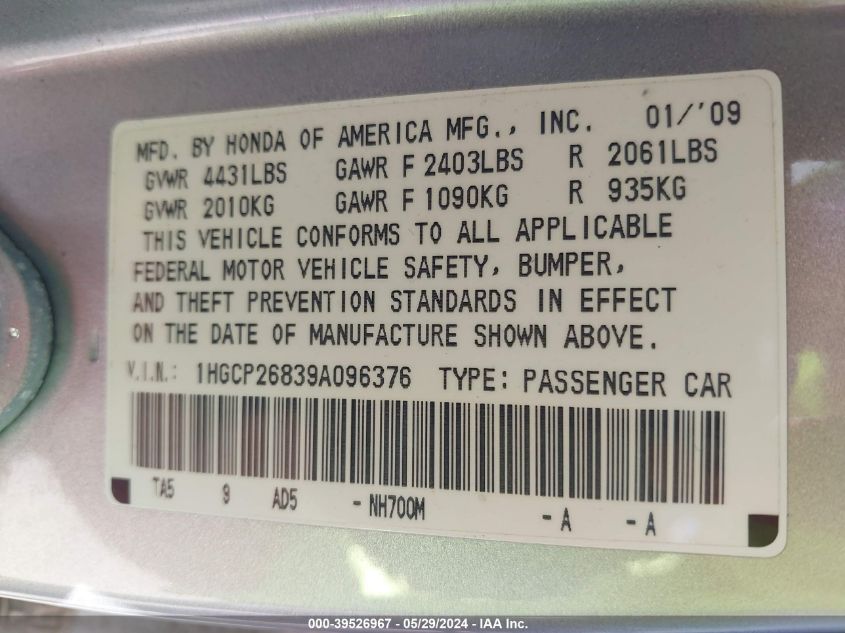 MFD. BY HONDA OF AMERICA MFG., INC. 01/'09
GVWR 4431LBS GAWR F 2403LBS R 2061LBS
GVWR 2010KG GAWR F 1090KG R 935KG
THIS VEHICLE CONFORMS TO ALL APPLICABLE
FEDERAL MOTOR VEHICLE SAFETY, BUMPER,
AND THEFT PREVENTION STANDARDS IN EFFECT
ON THE DATE OF MANUFACTURE SHOWN ABOVE.
V.I.N.: 1HGCP26839A096376 TYPE: PASSENGER CAR
TA5 9 AD5 - NH700M - A - A
000-39526967 - 05/29/2024 - IAA Inc.